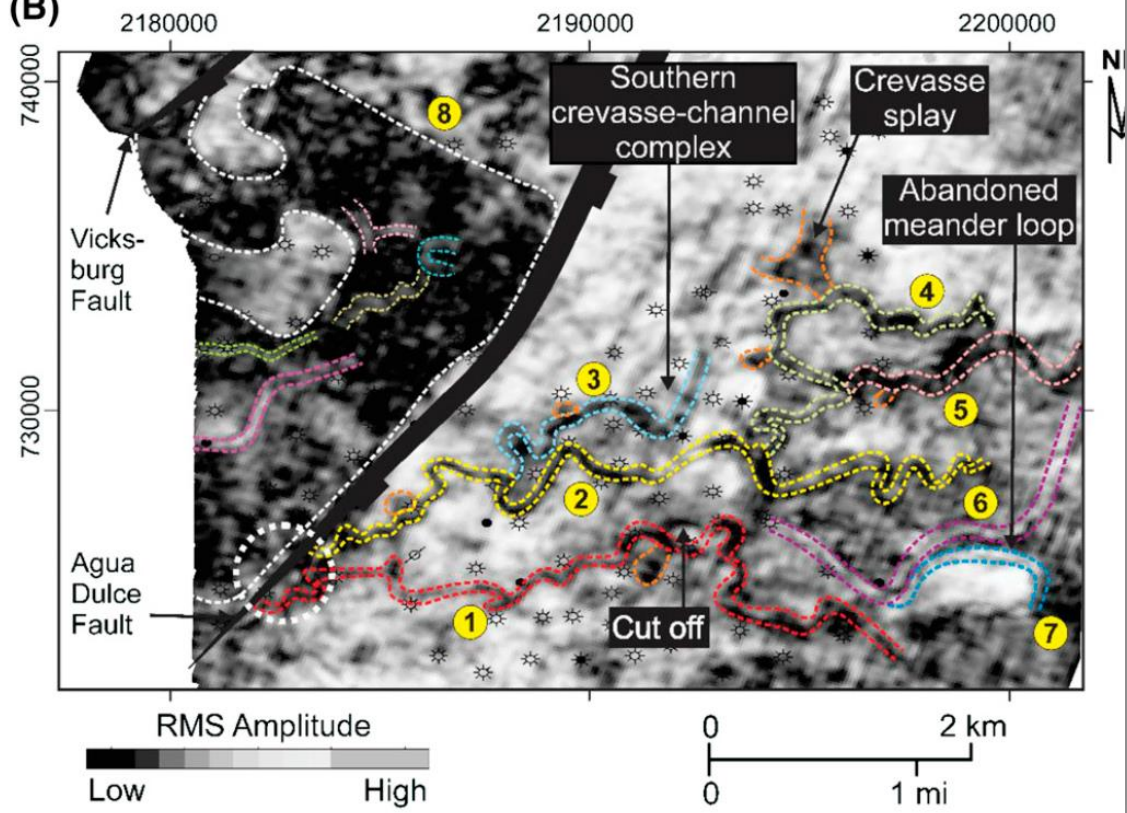 (B)
2180000
2190000
2200000
740000
730000
Southern
crevasse-channel
complex
Crevasse
splay
Abandoned
meander loop
Vicks-
burg
Fault
Agua
Dulce
Fault
Cut off
8
4
3
5
2
6
1
7
RMS Amplitude
Low
High
0
2 km
0
1 mi